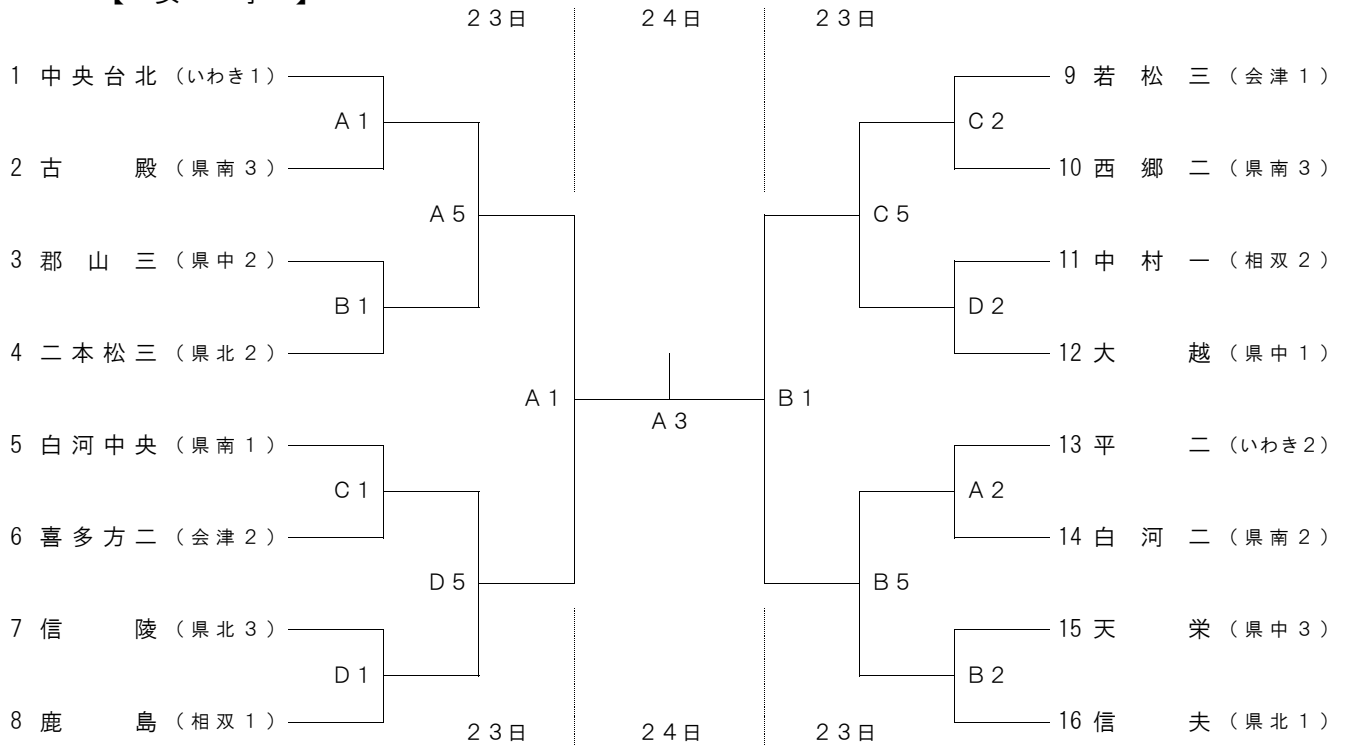 ２３日 ２４日 ２３日
1 中央台北 （いわき１） 9 若松三 （会津１）
Ａ１ Ｃ２
2 古殿 （県南３） 10 西郷二 （県南３）
Ａ５ Ｃ５
3 郡山三 （県中２） 11 中村一 （相双２）
Ｂ１ Ｄ２
4 二本松三 （県北２） 12 大越 （県中１）
Ａ１ Ｂ１
Ａ３
5 白河中央 （県南１） 13 平二 （いわき２）
Ｃ１ Ａ２
6 喜多方二 （会津２） 14 白河二 （県南２）
Ｄ５ Ｂ５
7 信陵 （県北３） 15 天栄 （県中３）
Ｄ１ Ｂ２
8 鹿島 （相双１） 16 信夫 （県北１）
２３日 ２４日 ２３日